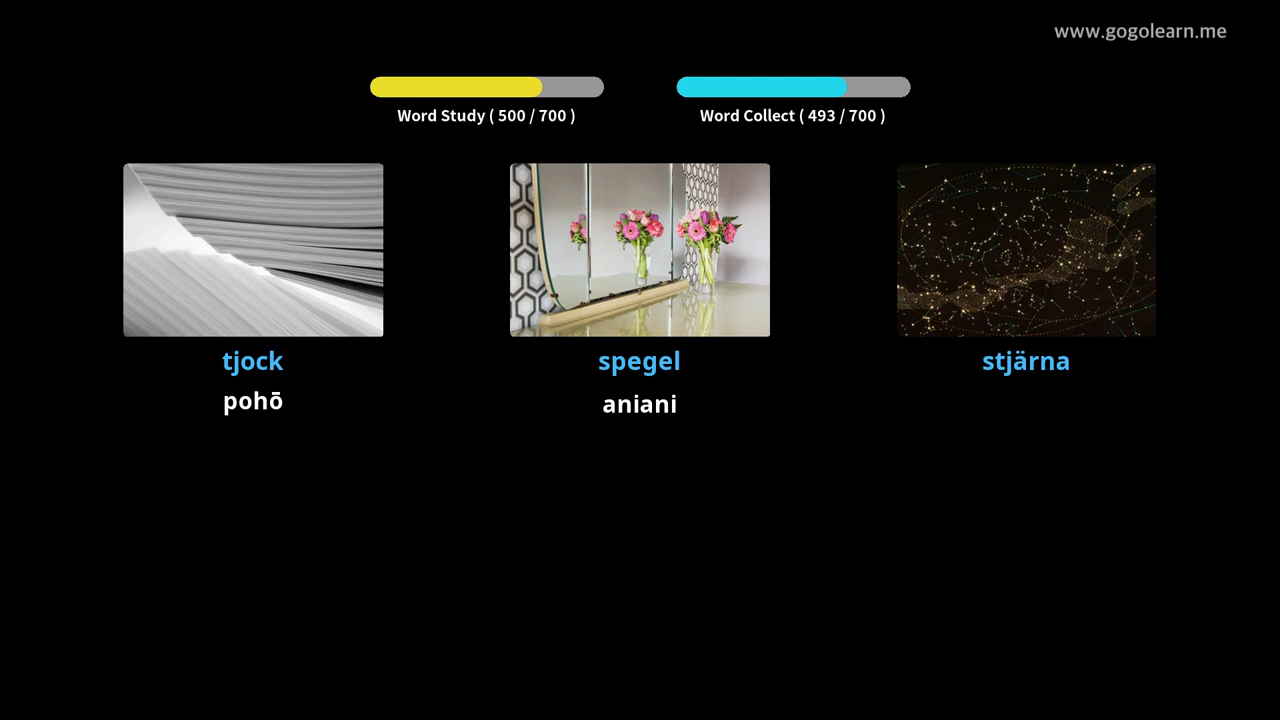 www.gogolearn.me
Word Study ( 500 / 700 )
Word Collect ( 493 / 700 )
tjock
spegel
stjärna
pohō
aniani